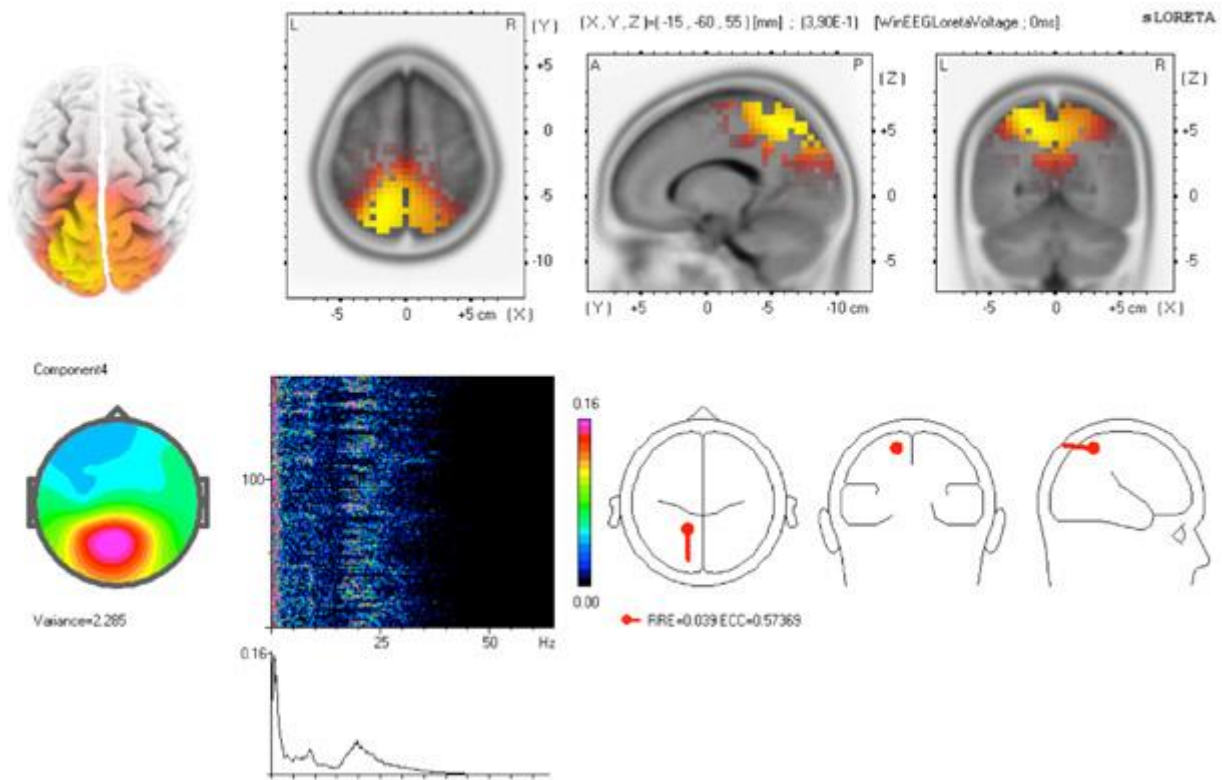 L R (Y) (X, Y, Z)=(-15, -60, 55) [mm] ; (3,90E-1) [WinEEGLoretaVoltage ; 0ms] sLORETA
A P (Z)
L R (Z)
+5
0
-5
-10
+5
0
-5
+5
0
-5
-5 0 +5 cm (X)
(Y) +5 0 -5 -10 cm
-5 0 +5 cm (X)
Component4
Variance=2.285
100
25 50 Hz
0.16
0.00
RRE=0.039 ECC=0.57369
0.16